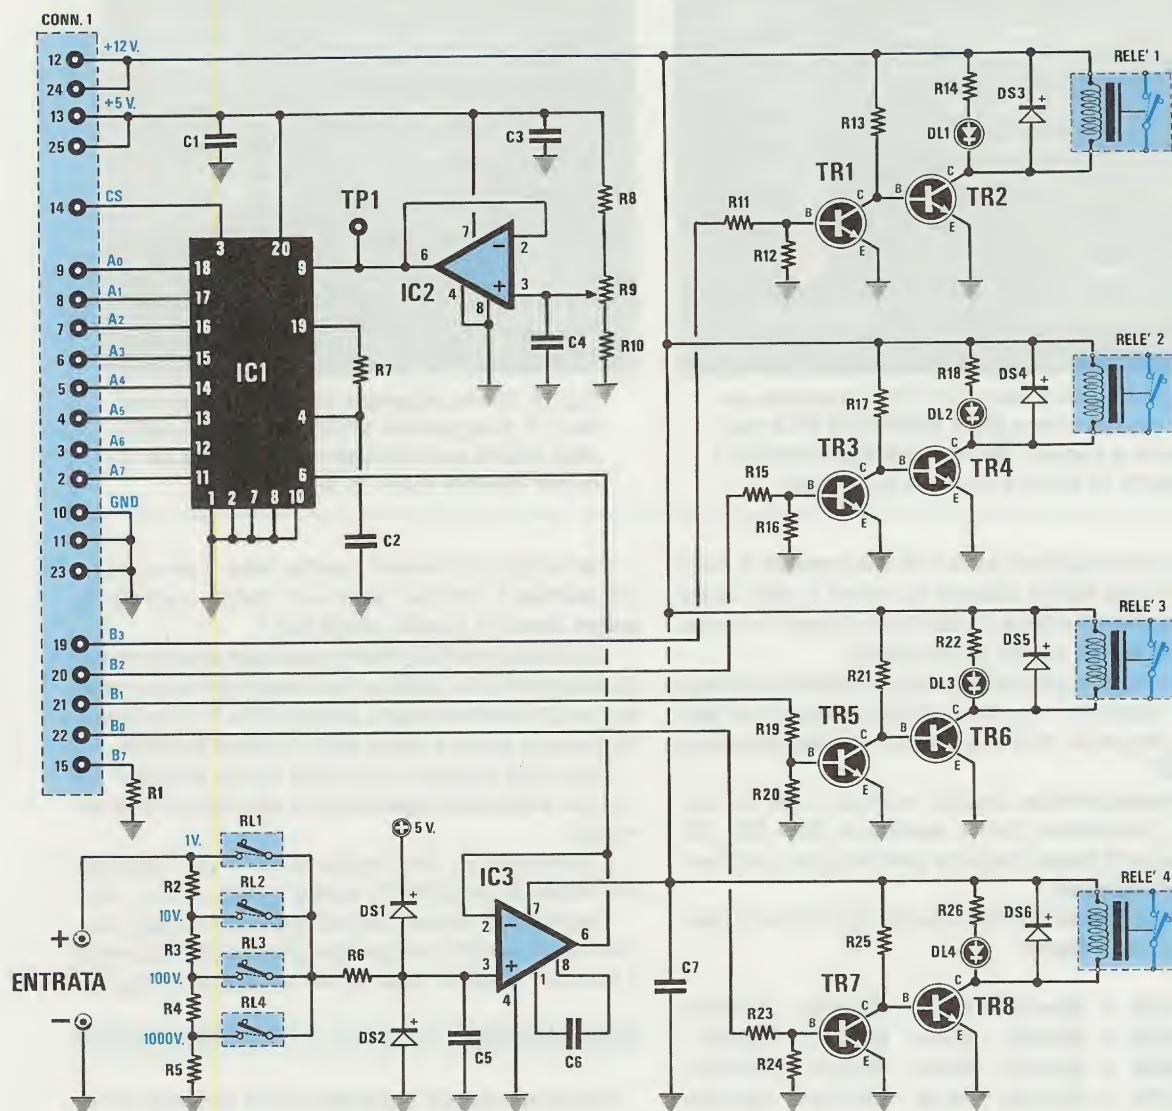 CONN. 1
12 +12 V.
24
13 +5 V.
25
14 CS
9 A0
8 A1
7 A2
6 A3
5 A4
4 A5
3 A6
2 A7
10 GND
11
23
19 B3
20 B2
21 B1
22 B0
15 B7
R1
C1
3 20
18 9
17
16 19
15
14
13 4
12
11 6
IC1
1 2 7 8 10
TP1
R7
C2
C3
7
6 2
3
4 8
IC2
C4
R8
R9
R10
R11
R12
R13
R14
DL1
DS3
TR1
B C E
TR2
B C E
RELE' 1
R15
R16
R17
R18
DL2
DS4
TR3
B C E
TR4
B C E
RELE' 2
R19
R20
R21
R22
DL3
DS5
TR5
B C E
TR6
B C E
RELE' 3
R23
R24
R25
R26
DL4
DS6
TR7
B C E
TR8
B C E
RELE' 4
ENTRATA
+
−
1V.
R2
10V.
R3
100V.
R4
1000V.
R5
RL1
RL2
RL3
RL4
R6
5 V.
DS1
DS2
C5
IC3
2 7
6
3 1 8
4
C6
C7